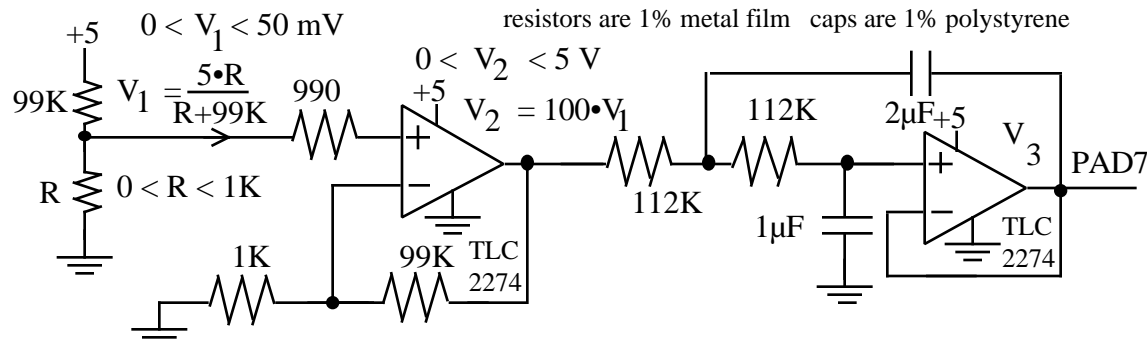 resistors are 1% metal film caps are 1% polystyrene
+5
0 < V1 < 50 mV
0 < V2 < 5 V
99K
V1 = 5•R
R+99K
990
+5
V2 = 100•V1
112K
2µF
+5
V3
PAD7
R
0 < R < 1K
+
−
112K
1µF
+
−
TLC
2274
1K
99K
TLC
2274